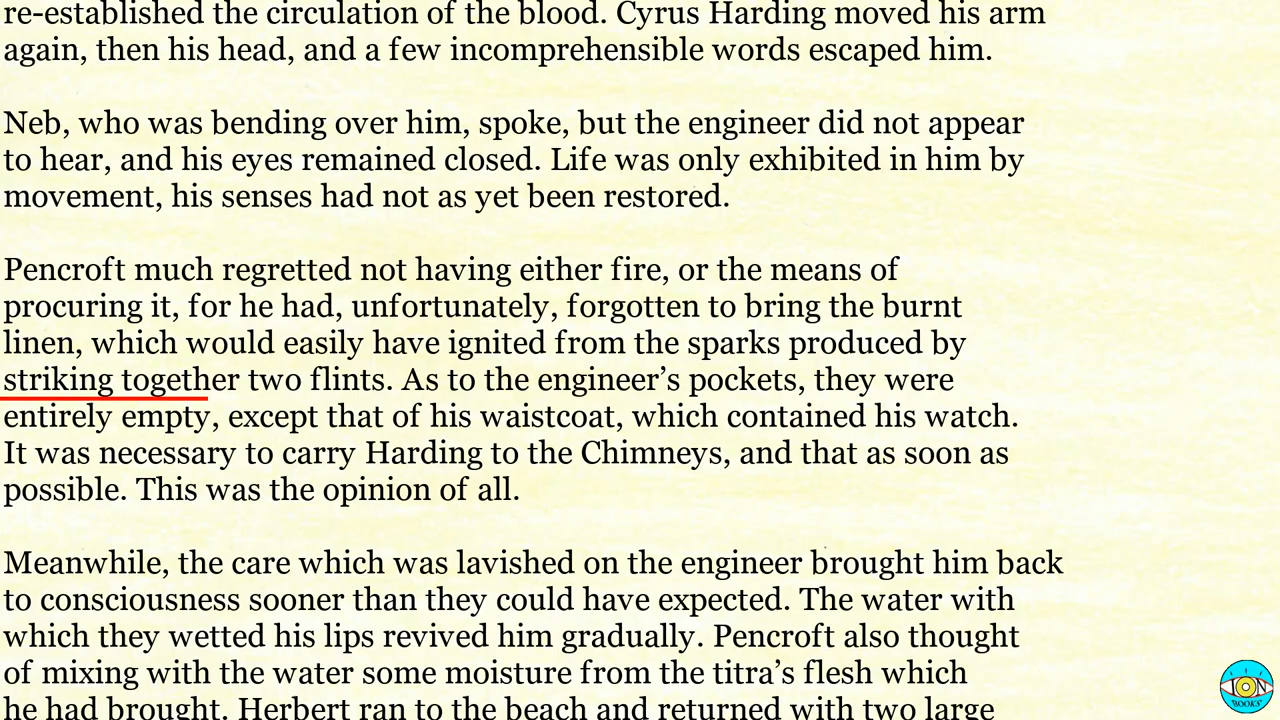 re-established the circulation of the blood. Cyrus Harding moved his arm
again, then his head, and a few incomprehensible words escaped him.
Neb, who was bending over him, spoke, but the engineer did not appear
to hear, and his eyes remained closed. Life was only exhibited in him by
movement, his senses had not as yet been restored.
Pencroft much regretted not having either fire, or the means of
procuring it, for he had, unfortunately, forgotten to bring the burnt
linen, which would easily have ignited from the sparks produced by
striking together two flints. As to the engineer’s pockets, they were
entirely empty, except that of his waistcoat, which contained his watch.
It was necessary to carry Harding to the Chimneys, and that as soon as
possible. This was the opinion of all.
Meanwhile, the care which was lavished on the engineer brought him back
to consciousness sooner than they could have expected. The water with
which they wetted his lips revived him gradually. Pencroft also thought
of mixing with the water some moisture from the titra’s flesh which
he had brought. Herbert ran to the beach and returned with two large
BOOKS